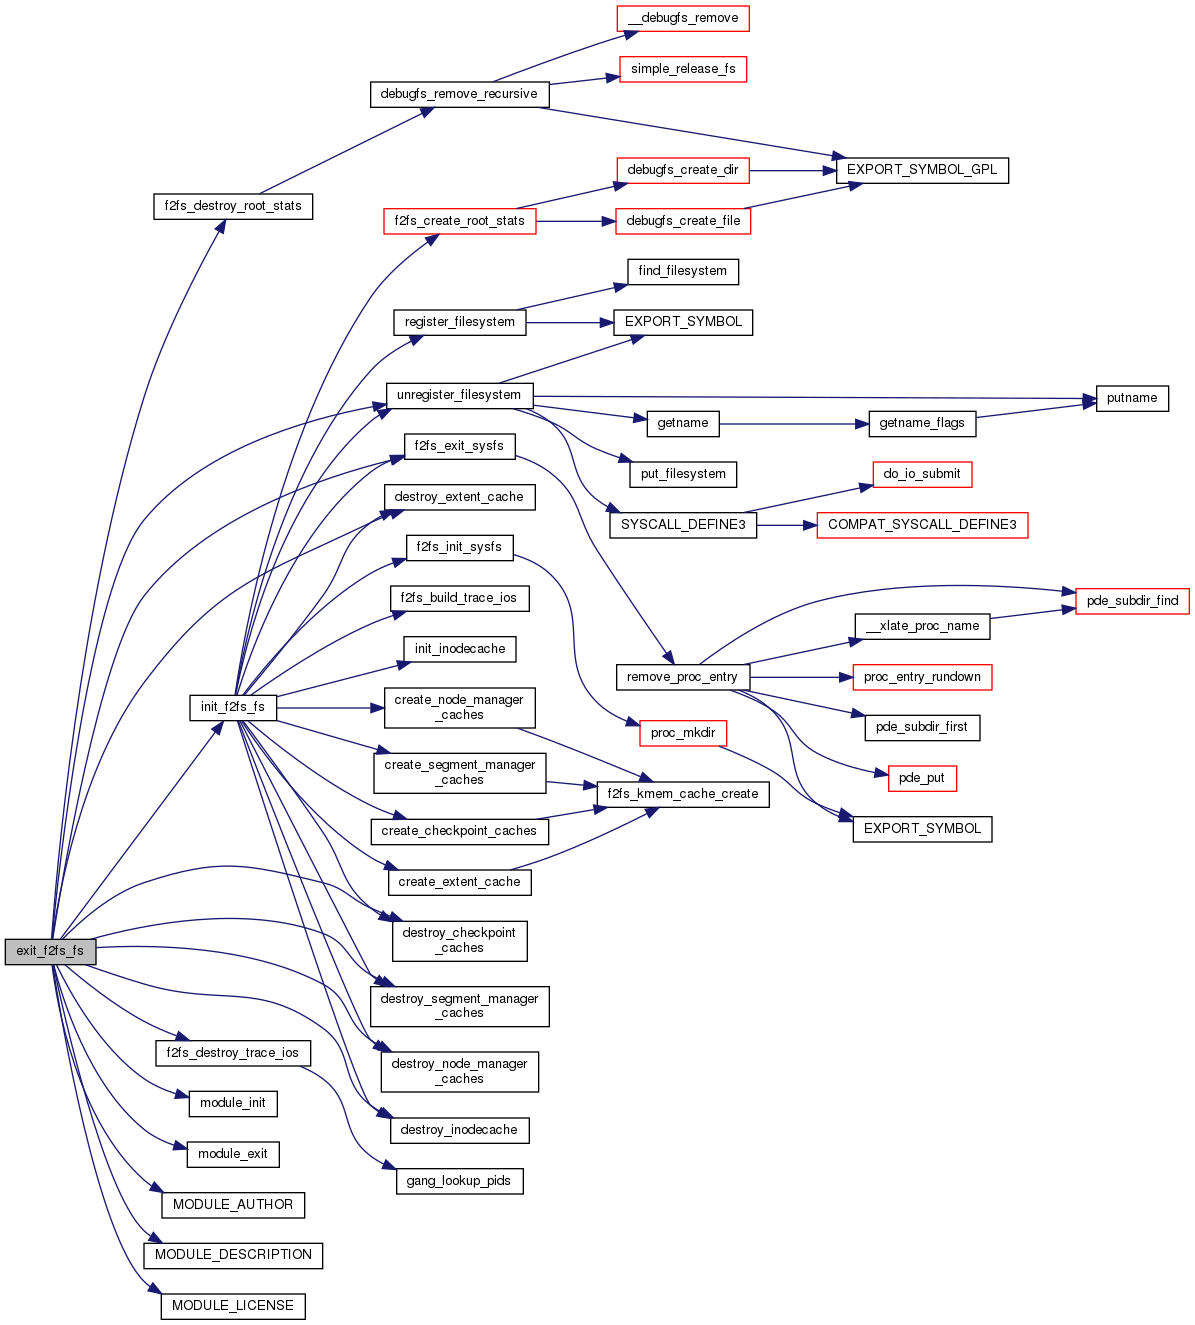 __debugfs_remove
simple_release_fs
debugfs_remove_recursive
EXPORT_SYMBOL_GPL
debugfs_create_dir
f2fs_destroy_root_stats
f2fs_create_root_stats
debugfs_create_file
find_filesystem
register_filesystem
EXPORT_SYMBOL
unregister_filesystem
putname
getname
getname_flags
f2fs_exit_sysfs
put_filesystem
do_io_submit
destroy_extent_cache
SYSCALL_DEFINE3
COMPAT_SYSCALL_DEFINE3
f2fs_init_sysfs
f2fs_build_trace_ios
pde_subdir_find
__xlate_proc_name
init_inodecache
remove_proc_entry
proc_entry_rundown
init_f2fs_fs
create_node_manager
_caches
pde_subdir_first
proc_mkdir
create_segment_manager
_caches
pde_put
f2fs_kmem_cache_create
create_checkpoint_caches
EXPORT_SYMBOL
create_extent_cache
destroy_checkpoint
_caches
exit_f2fs_fs
destroy_segment_manager
_caches
f2fs_destroy_trace_ios
destroy_node_manager
_caches
module_init
destroy_inodecache
module_exit
gang_lookup_pids
MODULE_AUTHOR
MODULE_DESCRIPTION
MODULE_LICENSE